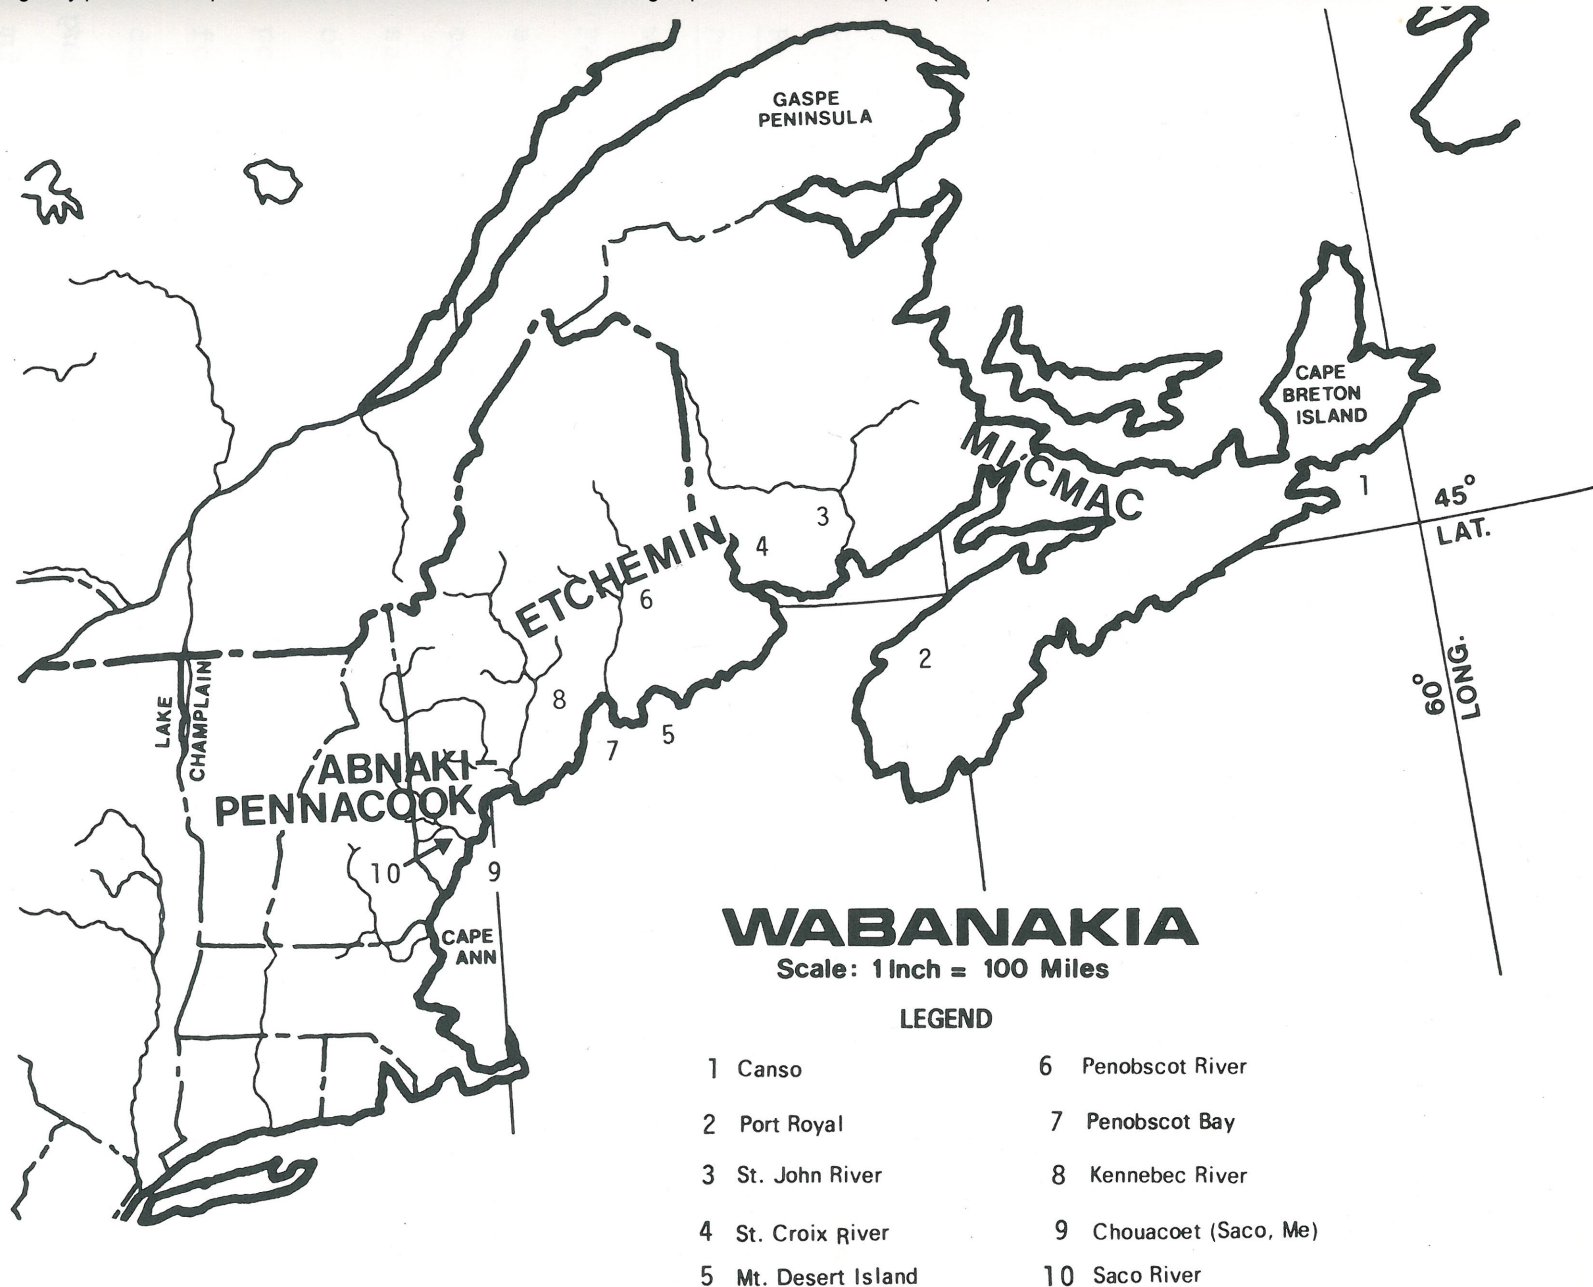 GASPE
PENINSULA
CAPE
BRETON
ISLAND
MICMAC
1
45°
LAT.
3
4
ETCHEMIN
6
2
60°
LONG.
LAKE
CHAMPLAIN
8
5
7
ABNAKI-
PENNACOOK
10
9
CAPE
ANN
WABANAKIA
Scale: 1 Inch = 100 Miles
LEGEND
1 Canso
2 Port Royal
3 St. John River
4 St. Croix River
5 Mt. Desert Island
6 Penobscot River
7 Penobscot Bay
8 Kennebec River
9 Chouacoet (Saco, Me)
10 Saco River